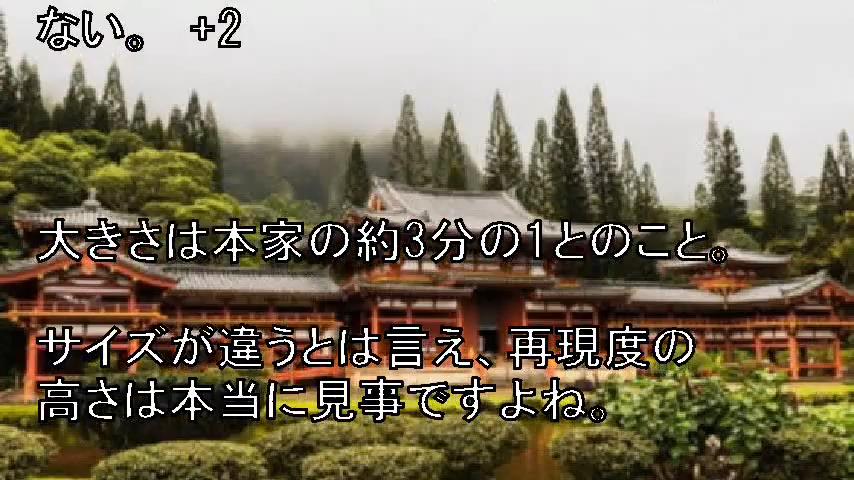 ない。 +2
大きさは本家の約3分の1とのこと。
サイズが違うとは言え、再現度の
高さは本当に見事ですよね。